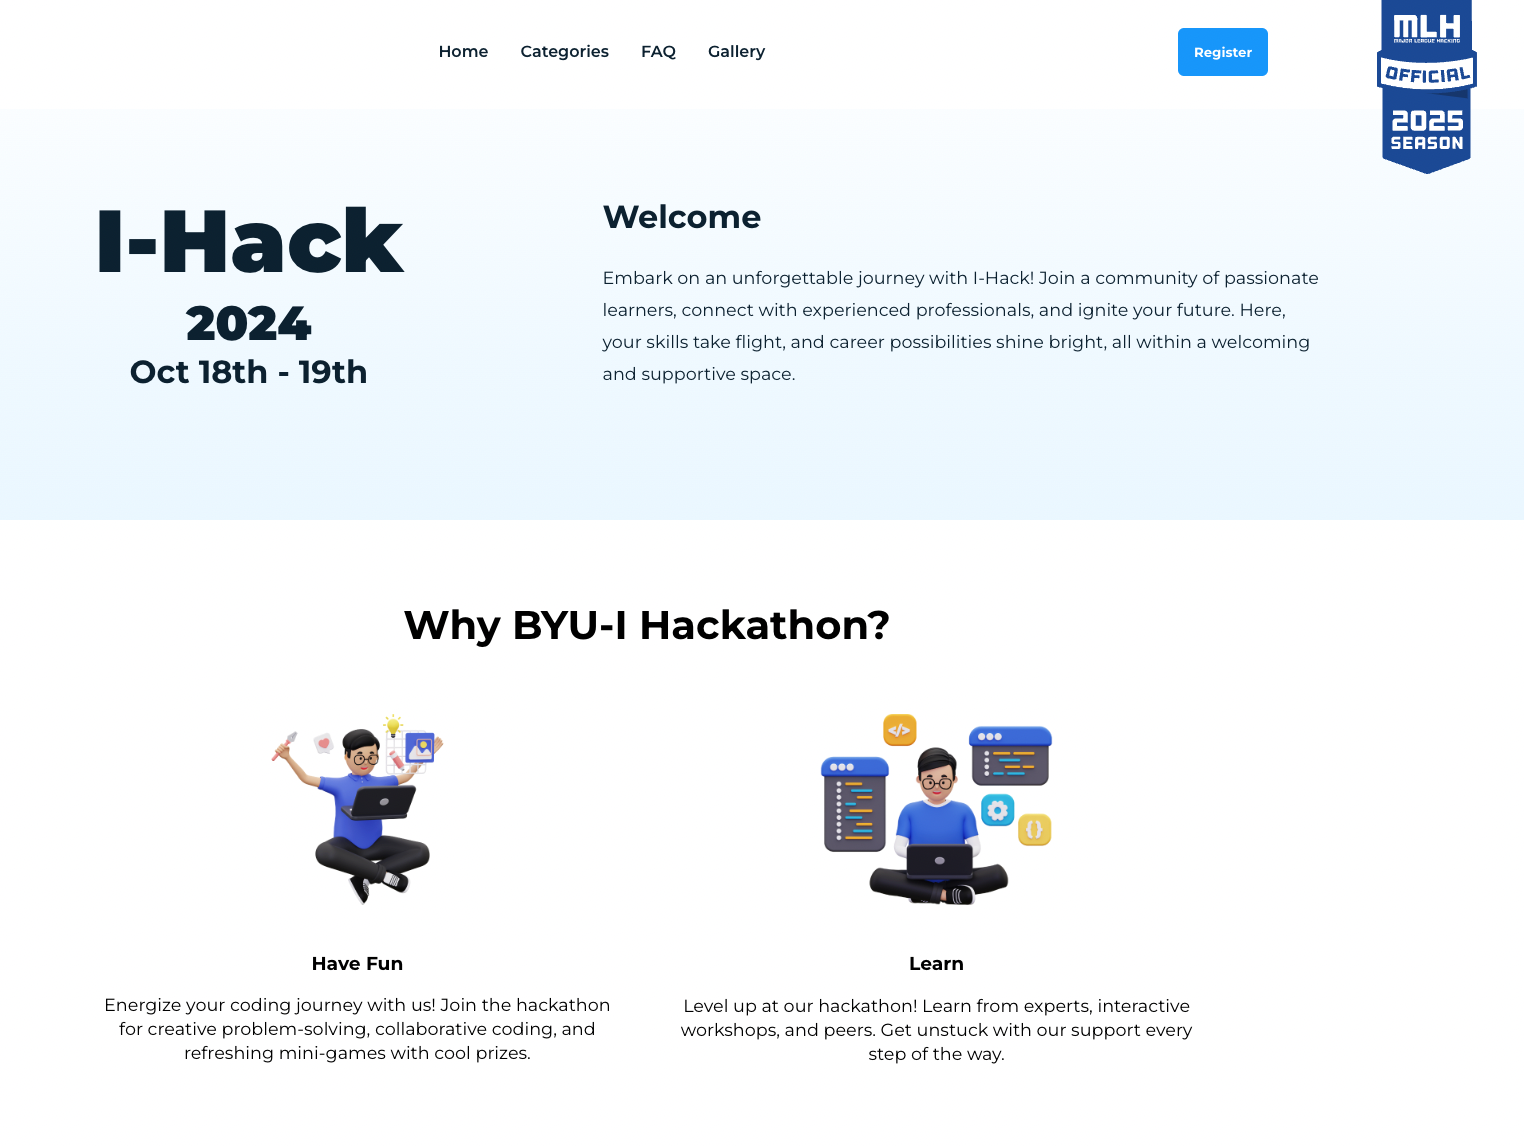 Home Categories FAQ Gallery
Register
MLH
MAJOR LEAGUE HACKING
OFFICIAL
2025
SEASON
I-Hack
2024
Oct 18th - 19th
Welcome
Embark on an unforgettable journey with I-Hack! Join a community of passionate
learners, connect with experienced professionals, and ignite your future. Here,
your skills take flight, and career possibilities shine bright, all within a welcoming
and supportive space.
Why BYU-I Hackathon?
</>
{}
Have Fun
Energize your coding journey with us! Join the hackathon
for creative problem-solving, collaborative coding, and
refreshing mini-games with cool prizes.
Learn
Level up at our hackathon! Learn from experts, interactive
workshops, and peers. Get unstuck with our support every
step of the way.